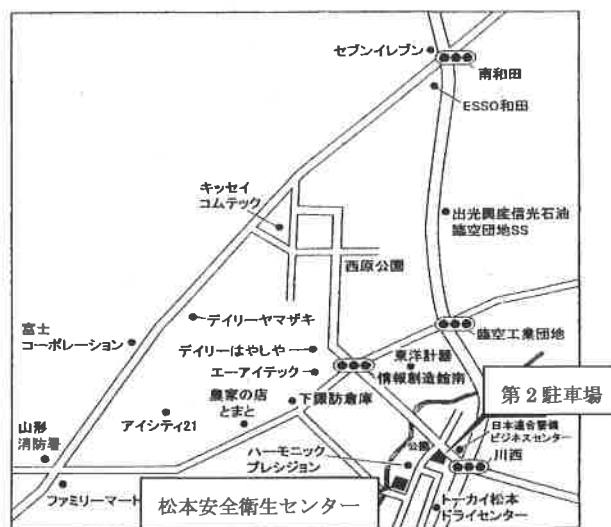 セブンイレブン
南和田
ESSO和田
キッセイ
コムテック
出光興産信光石油
臨空団地SS
西原公園
デイリーヤマザキ
臨空工業団地
富士
コーポレーション
デイリーはやしや
東洋計器
エーアイテック
情報創造館南
農家の店
とまと
下諏訪倉庫
第２駐車場
アイシティ21
日本連合警備
ビジネスセンター
山形
消防署
公園
川西
ハーモニック
プレシジョン
ファミリーマート
松本安全衛生センター
トーカイ松本
ドライセンター